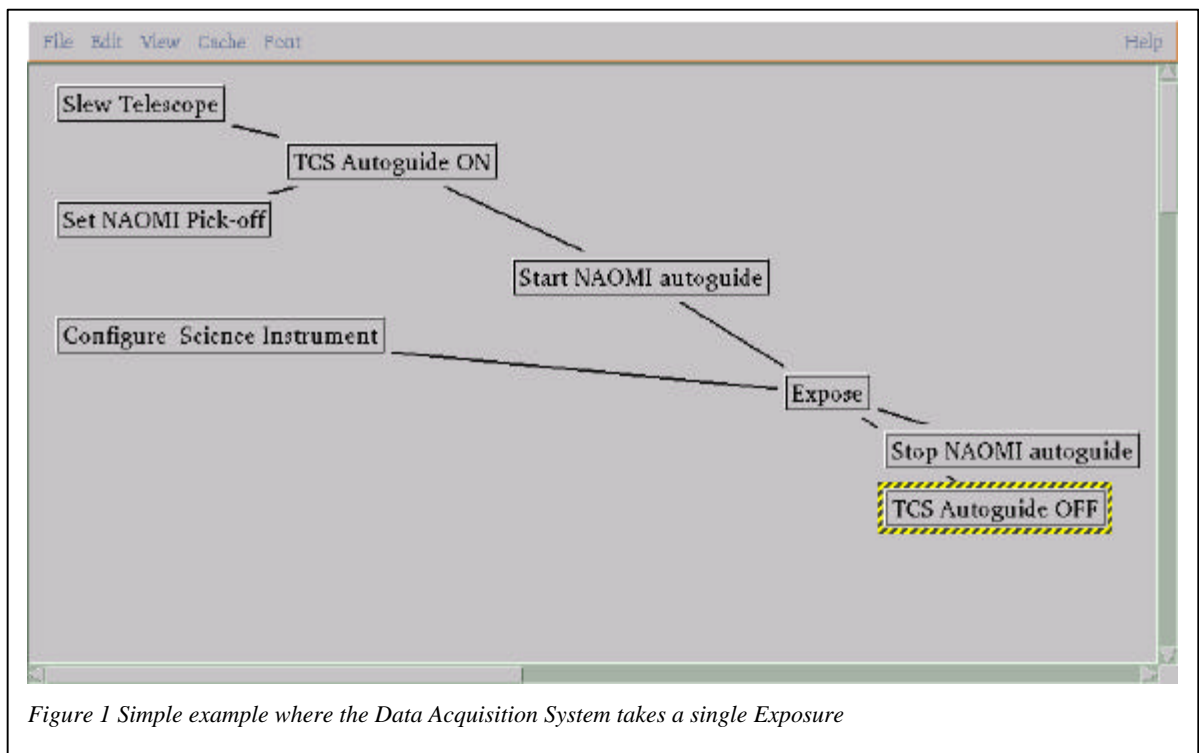 File Edit View Cache Font Help
Slew Telescope
TCS Autoguide ON
Set NAOMI Pick-off
Start NAOMI autoguide
Configure Science Instrument
Expose
Stop NAOMI autoguide
TCS Autoguide OFF
Figure 1 Simple example where the Data Acquisition System takes a single Exposure